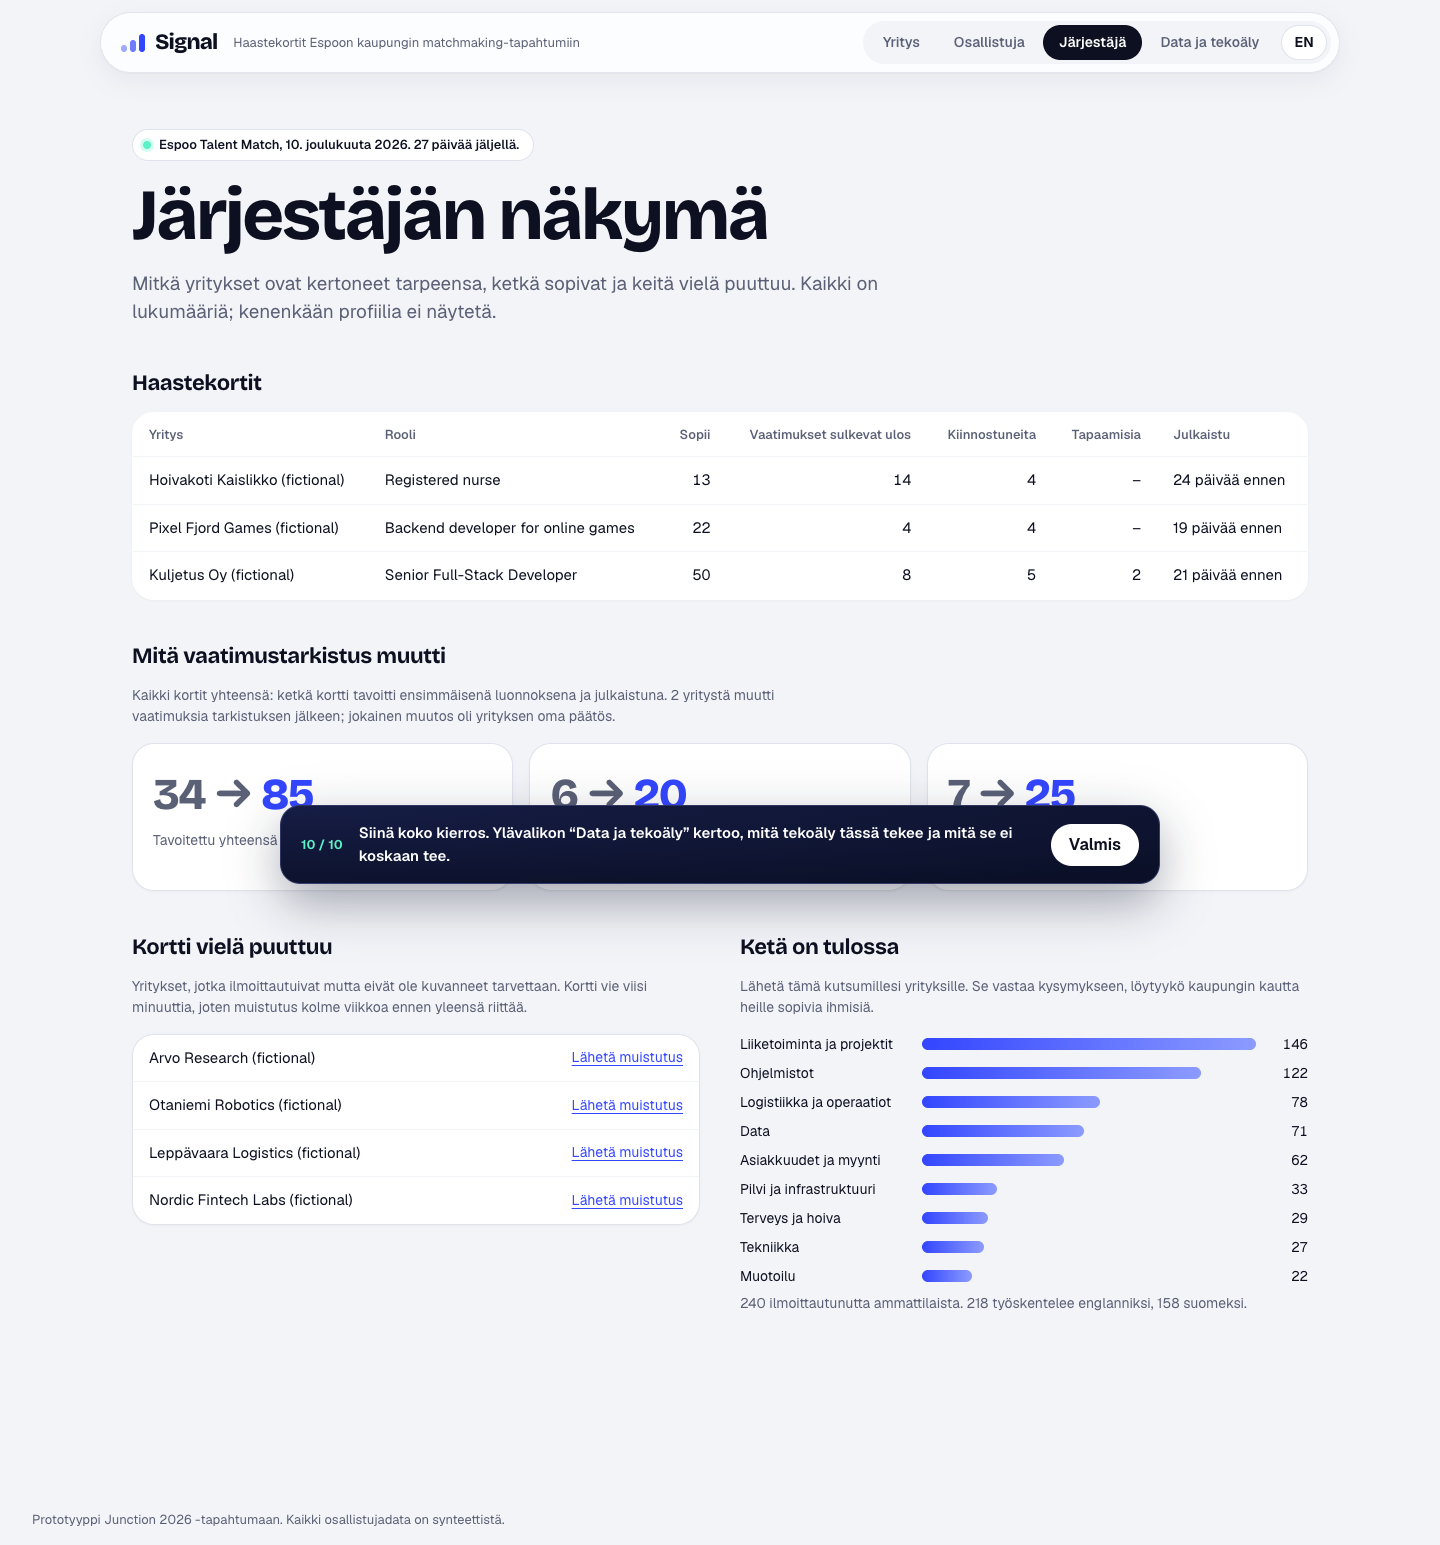 Signal
Haastekortit Espoon kaupungin matchmaking-tapahtumiin
Yritys
Osallistuja
Järjestäjä
Data ja tekoäly
EN
Espoo Talent Match, 10. joulukuuta 2026. 27 päivää jäljellä.
Järjestäjän näkymä
Mitkä yritykset ovat kertoneet tarpeensa, ketkä sopivat ja keitä vielä puuttuu. Kaikki on
lukumääriä; kenenkään profiilia ei näytetä.
Haastekortit
Yritys Rooli Sopii Vaatimukset sulkevat ulos Kiinnostuneita Tapaamisia Julkaistu
Hoivakoti Kaislikko (fictional) Registered nurse 13 14 4 – 24 päivää ennen
Pixel Fjord Games (fictional) Backend developer for online games 22 4 4 – 19 päivää ennen
Kuljetus Oy (fictional) Senior Full-Stack Developer 50 8 5 2 21 päivää ennen
Mitä vaatimustarkistus muutti
Kaikki kortit yhteensä: ketkä kortti tavoitti ensimmäisenä luonnoksena ja julkaistuna. 2 yritystä muutti
vaatimuksia tarkistuksen jälkeen; jokainen muutos oli yrityksen oma päätös.
34 → 85
Tavoitettu yhteensä
6 → 20
7 → 25
10 / 10
Siinä koko kierros. Ylävalikon “Data ja tekoäly” kertoo, mitä tekoäly tässä tekee ja mitä se ei
koskaan tee.
Valmis
Kortti vielä puuttuu
Yritykset, jotka ilmoittautuivat mutta eivät ole kuvanneet tarvettaan. Kortti vie viisi
minuuttia, joten muistutus kolme viikkoa ennen yleensä riittää.
Arvo Research (fictional) Lähetä muistutus
Otaniemi Robotics (fictional) Lähetä muistutus
Leppävaara Logistics (fictional) Lähetä muistutus
Nordic Fintech Labs (fictional) Lähetä muistutus
Ketä on tulossa
Lähetä tämä kutsumillesi yrityksille. Se vastaa kysymykseen, löytyykö kaupungin kautta
heille sopivia ihmisiä.
Liiketoiminta ja projektit 146
Ohjelmistot 122
Logistiikka ja operaatiot 78
Data 71
Asiakkuudet ja myynti 62
Pilvi ja infrastruktuuri 33
Terveys ja hoiva 29
Tekniikka 27
Muotoilu 22
240 ilmoittautunutta ammattilaista. 218 työskentelee englanniksi, 158 suomeksi.
Prototyyppi Junction 2026 -tapahtumaan. Kaikki osallistujadata on synteettistä.